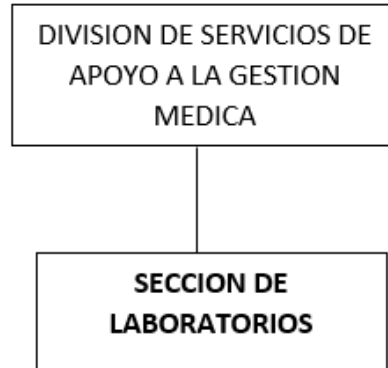 DIVISION DE SERVICIOS DE
APOYO A LA GESTION
MEDICA
SECCION DE
LABORATORIOS